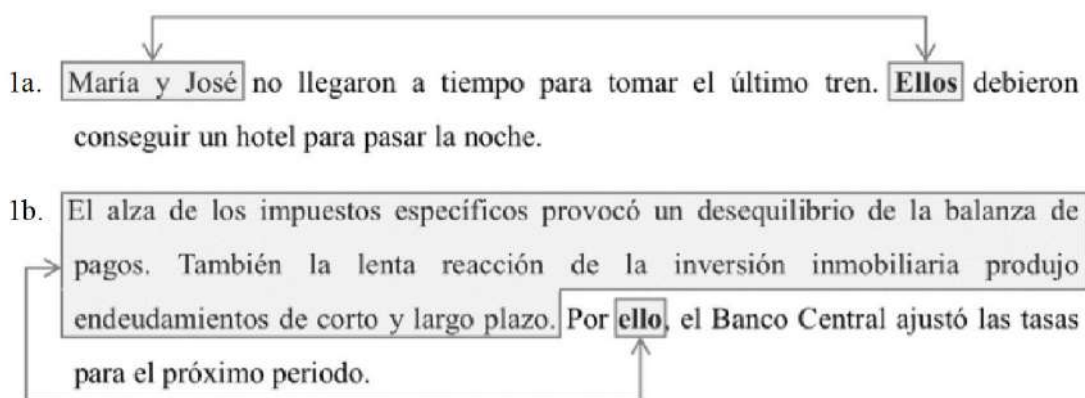 1a. María y José no llegaron a tiempo para tomar el último tren. Ellos debieron
conseguir un hotel para pasar la noche.
1b. El alza de los impuestos específicos provocó un desequilibrio de la balanza de
pagos. También la lenta reacción de la inversión inmobiliaria produjo
endeudamientos de corto y largo plazo. Por ello, el Banco Central ajustó las tasas
para el próximo periodo.